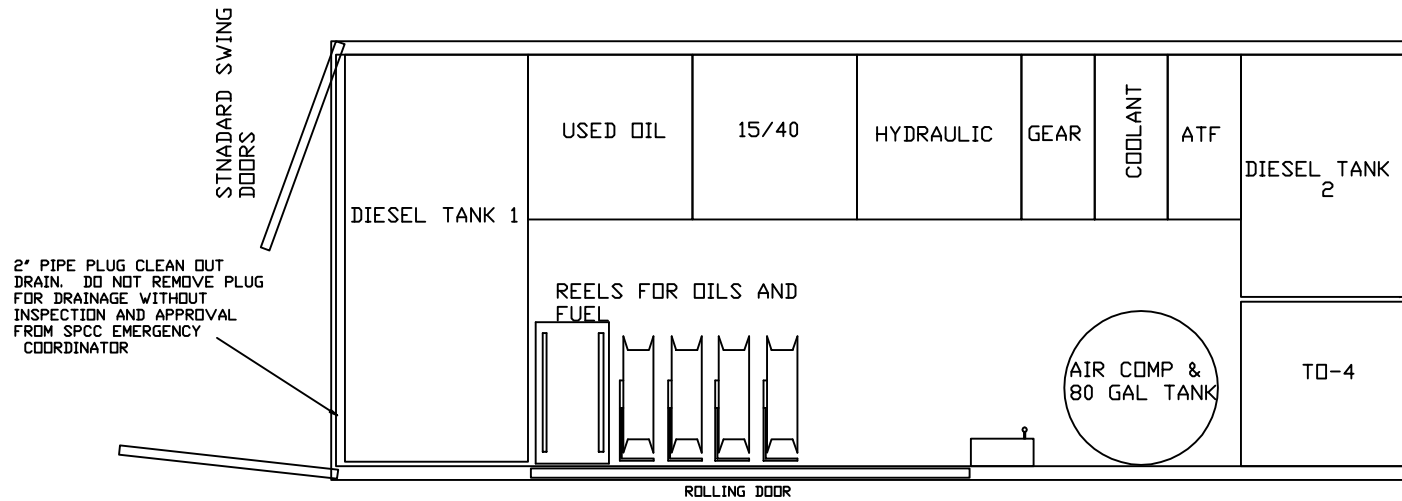 STNADARD SWING
DOORS
USED OIL
15/40
HYDRAULIC
GEAR
COOLANT
ATF
DIESEL TANK
2
DIESEL TANK 1
2" PIPE PLUG CLEAN OUT
DRAIN. DO NOT REMOVE PLUG
FOR DRAINAGE WITHOUT
INSPECTION AND APPROVAL
FROM SPCC EMERGENCY
COORDINATOR
REELS FOR OILS AND
FUEL
AIR COMP &
80 GAL TANK
TO-4
ROLLING DOOR